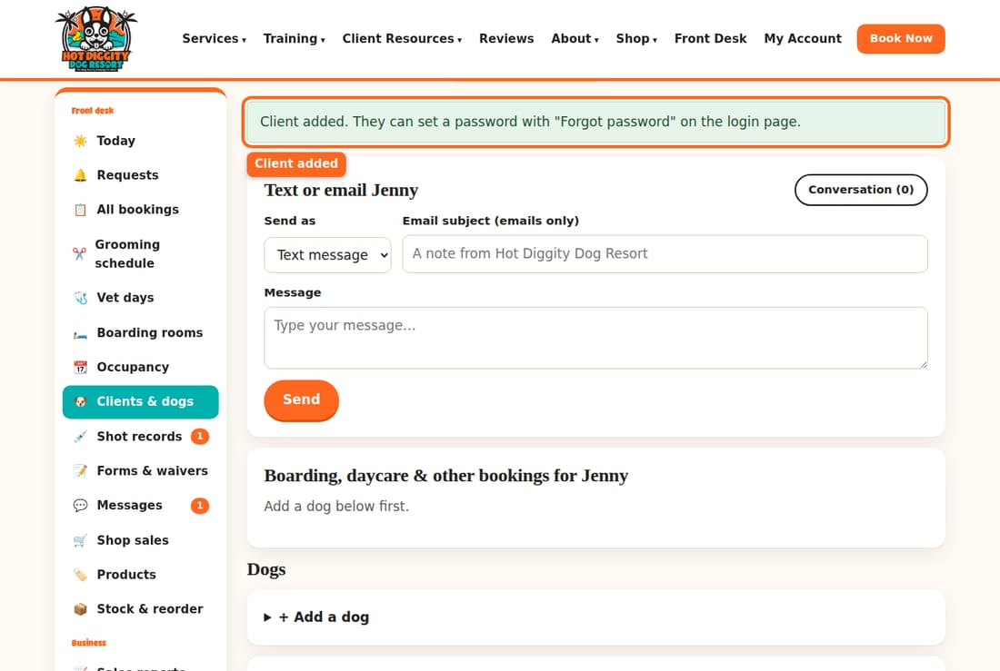 HOT DIGGITY
DOG RESORT
Services ▾
Training ▾
Client Resources ▾
Reviews
About ▾
Shop ▾
Front Desk
My Account
Book Now
Front desk
Today
Requests
All bookings
Grooming
schedule
Vet days
Boarding rooms
Occupancy
Clients & dogs
Shot records 1
Forms & waivers
Messages 1
Shop sales
Products
Stock & reorder
Business
Sales reports
Client added. They can set a password with "Forgot password" on the login page.
Client added
Text or email Jenny
Conversation (0)
Send as
Email subject (emails only)
Text message
A note from Hot Diggity Dog Resort
Message
Type your message...
Send
Boarding, daycare & other bookings for Jenny
Add a dog below first.
Dogs
+ Add a dog